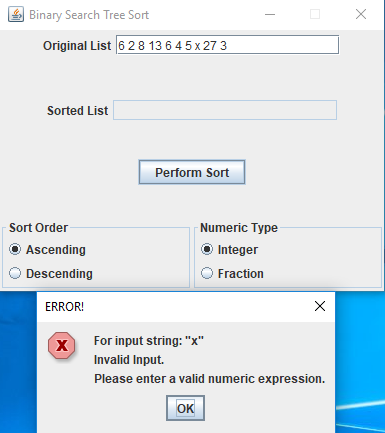 Binary Search Tree Sort
Original List 6 2 8 13 6 4 5 x 27 3
Sorted List
Perform Sort
Sort Order
Ascending
Descending
Numeric Type
Integer
Fraction
ERROR!
For input string: "x"
Invalid Input.
Please enter a valid numeric expression.
OK